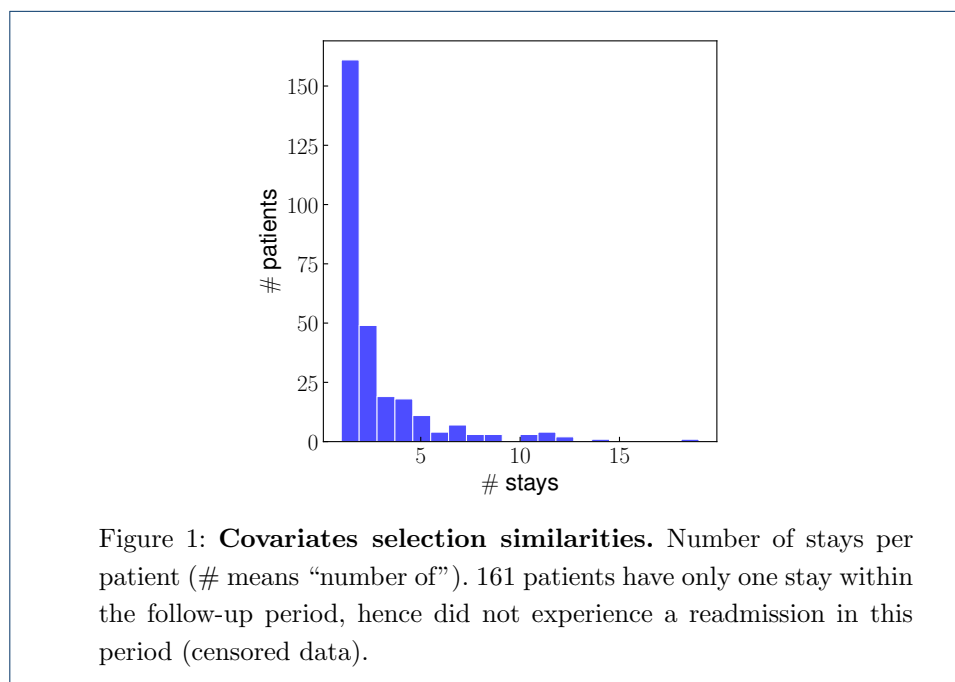 150
125
100
75
50
25
0
# patients
5 10 15
# stays
Figure 1: Covariates selection similarities. Number of stays per
patient (# means “number of”). 161 patients have only one stay within
the follow-up period, hence did not experience a readmission in this
period (censored data).